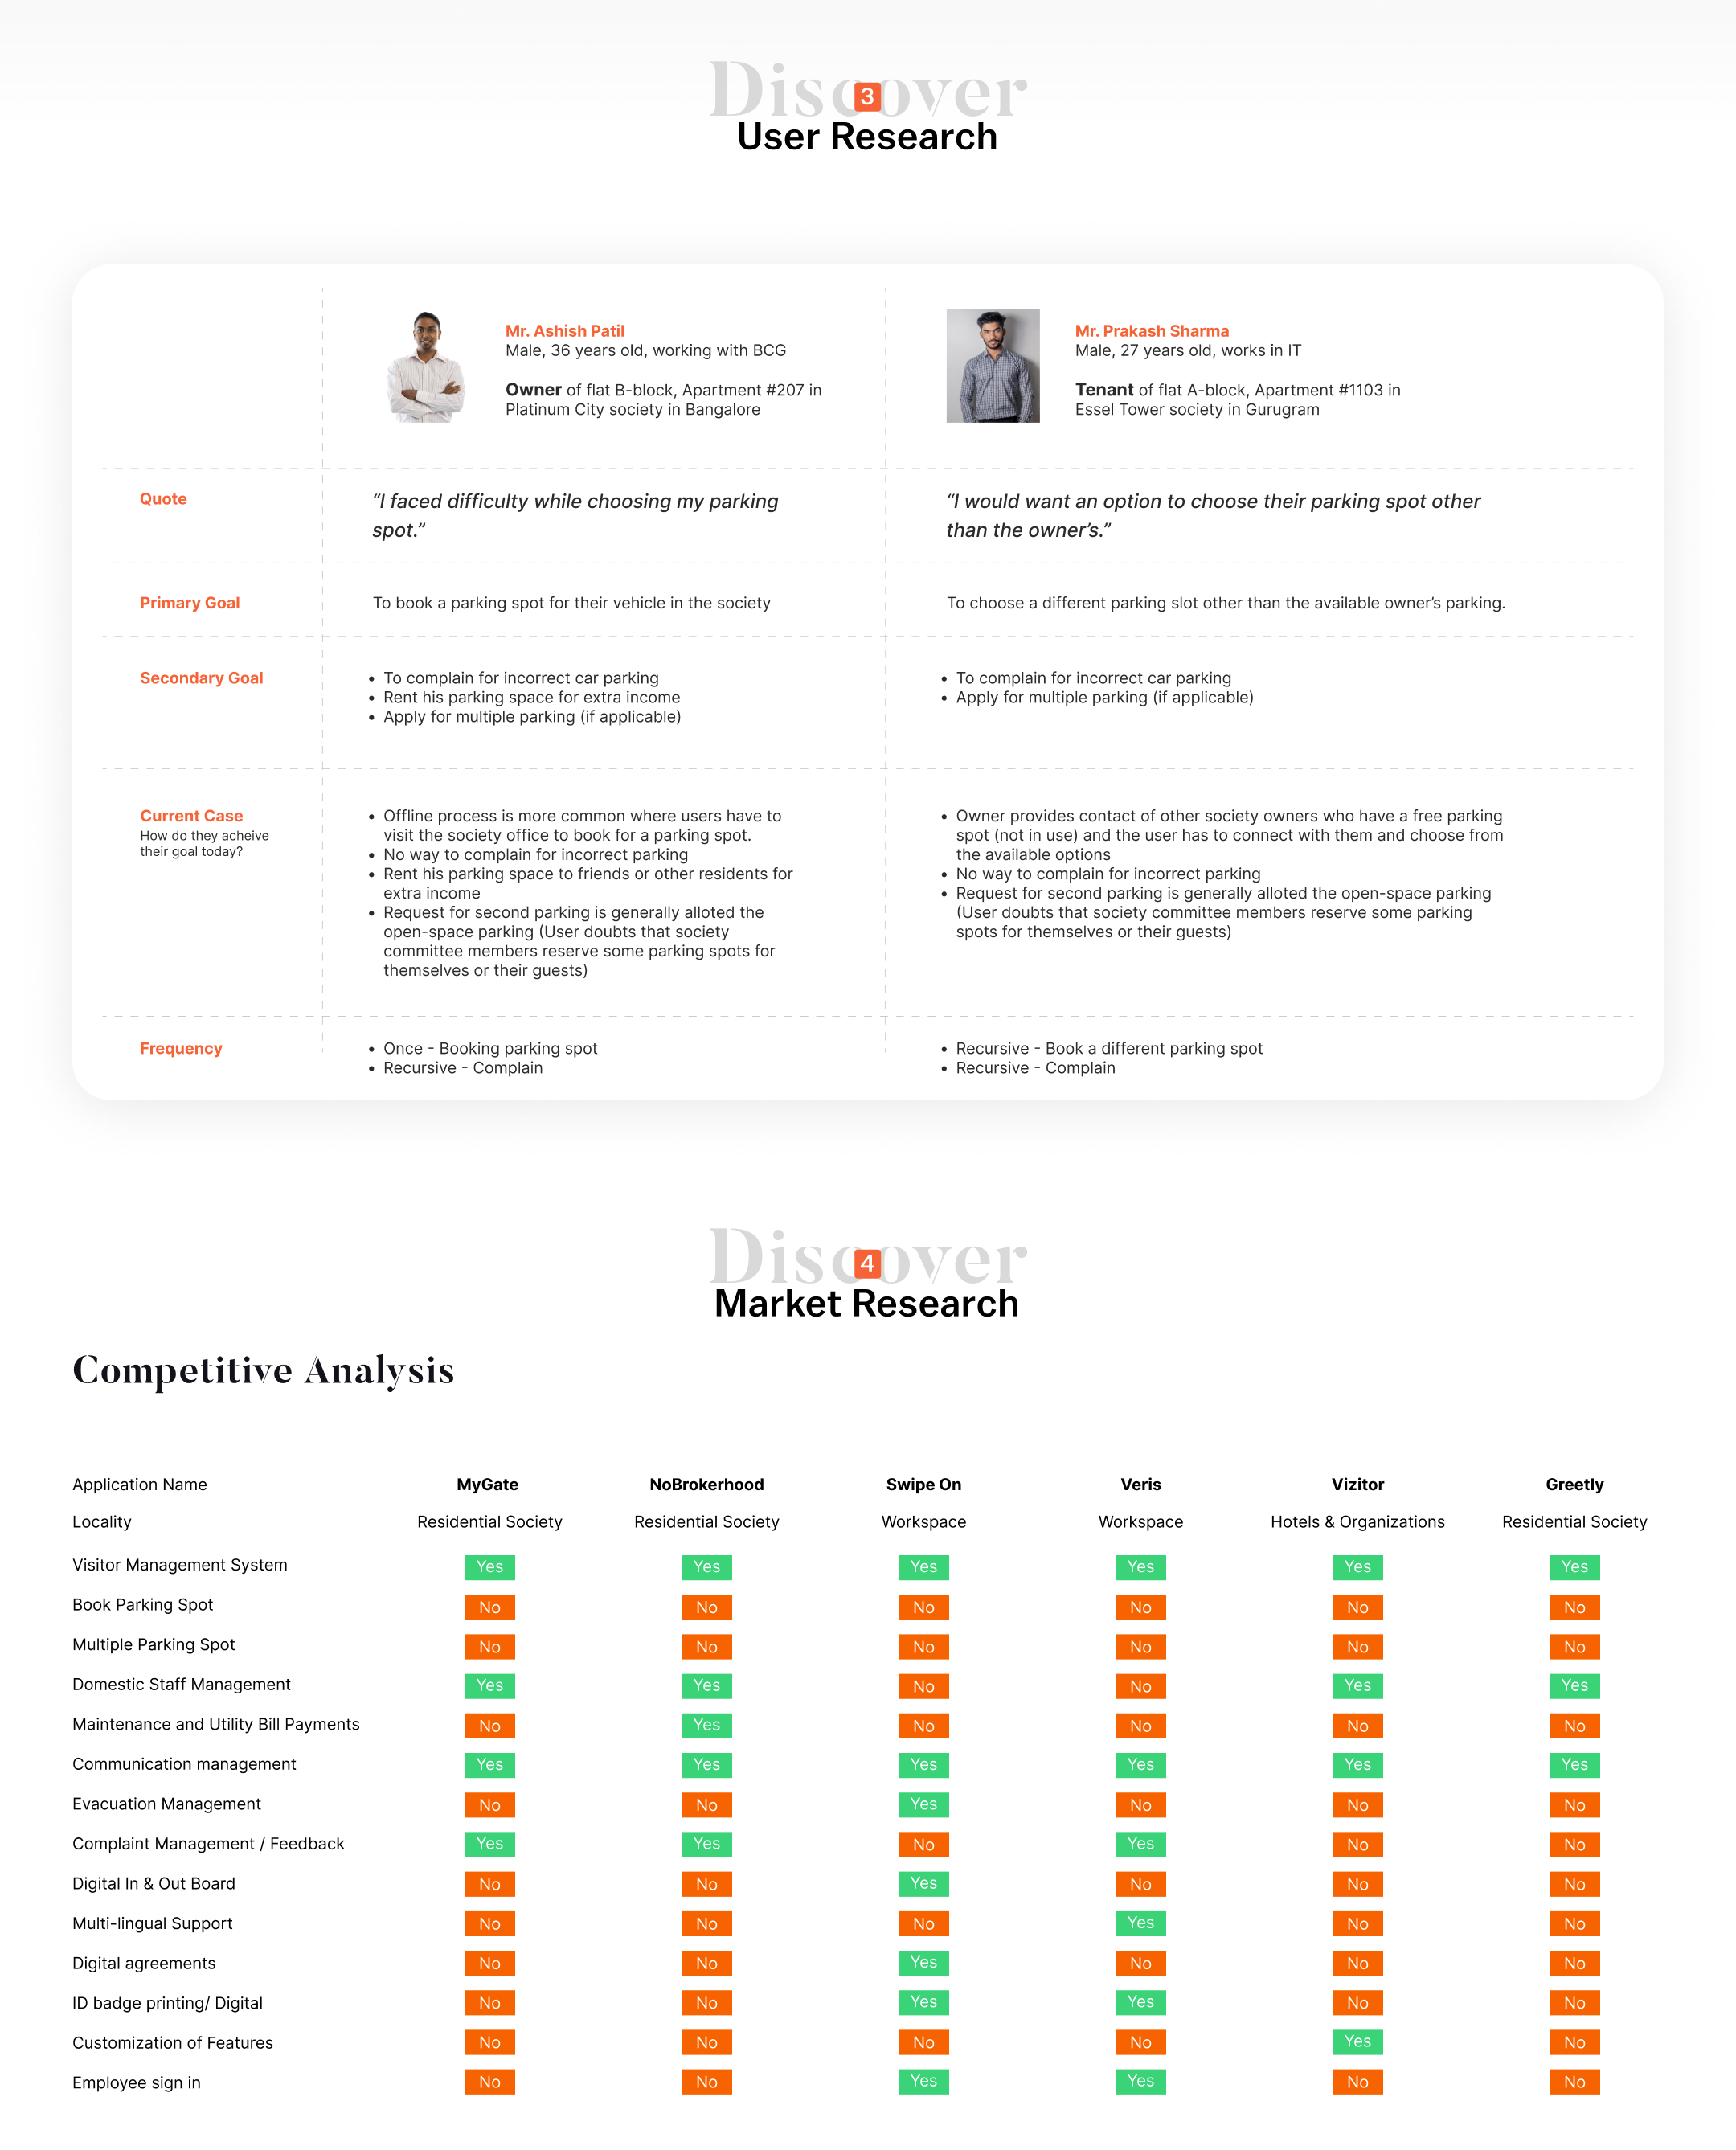 Discover
3
User Research
Mr. Ashish Patil
Male, 36 years old, working with BCG
Owner of flat B-block, Apartment #207 in
Platinum City society in Bangalore
Mr. Prakash Sharma
Male, 27 years old, works in IT
Tenant of flat A-block, Apartment #1103 in
Essel Tower society in Gurugram
Quote
“I faced difficulty while choosing my parking
spot.”
“I would want an option to choose their parking spot other
than the owner’s.”
Primary Goal
To book a parking spot for their vehicle in the society
To choose a different parking slot other than the available owner’s parking.
Secondary Goal
• To complain for incorrect car parking
• Rent his parking space for extra income
• Apply for multiple parking (if applicable)
• To complain for incorrect car parking
• Apply for multiple parking (if applicable)
Current Case
How do they acheive
their goal today?
• Offline process is more common where users have to
visit the society office to book for a parking spot.
• No way to complain for incorrect parking
• Rent his parking space to friends or other residents for
extra income
• Request for second parking is generally alloted the
open-space parking (User doubts that society
committee members reserve some parking spots for
themselves or their guests)
• Owner provides contact of other society owners who have a free parking
spot (not in use) and the user has to connect with them and choose from
the available options
• No way to complain for incorrect parking
• Request for second parking is generally alloted the open-space parking
(User doubts that society committee members reserve some parking
spots for themselves or their guests)
Frequency
• Once - Booking parking spot
• Recursive - Complain
• Recursive - Book a different parking spot
• Recursive - Complain
Discover
4
Market Research
Competitive Analysis
Application Name MyGate NoBrokerhood Swipe On Veris Vizitor Greetly
Locality Residential Society Residential Society Workspace Workspace Hotels & Organizations Residential Society
Visitor Management System Yes Yes Yes Yes Yes Yes
Book Parking Spot No No No No No No
Multiple Parking Spot No No No No No No
Domestic Staff Management Yes Yes No No Yes Yes
Maintenance and Utility Bill Payments No Yes No No No No
Communication management Yes Yes Yes Yes Yes Yes
Evacuation Management No No Yes No No No
Complaint Management / Feedback Yes Yes No Yes No No
Digital In & Out Board No No Yes No No No
Multi-lingual Support No No No Yes No No
Digital agreements No No Yes No No No
ID badge printing/ Digital No No Yes Yes No No
Customization of Features No No No No Yes No
Employee sign in No No Yes Yes No No